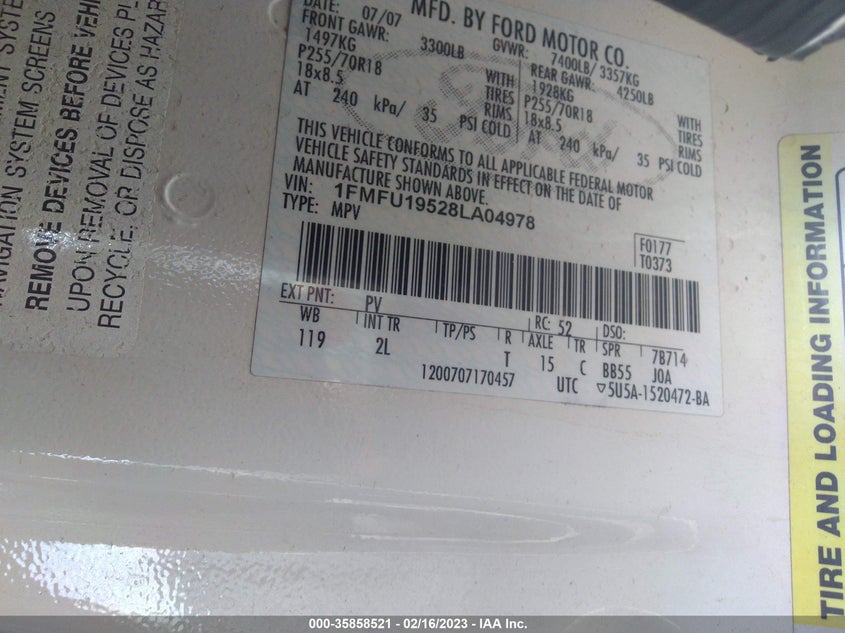 DATE: 07/07
MFD. BY FORD MOTOR CO.
FRONT GAWR: 3300LB GVWR: 7400LB/ 3357KG
1497KG REAR GAWR: 4250LB
P255/70R18 WITH 1928KG WITH
18x8.5 TIRES P255/70R18 TIRES
AT 240 kPa/ 35 RIMS PSI COLD 18x8.5 RIMS
AT 240 kPa/ 35 PSI COLD
THIS VEHICLE CONFORMS TO ALL APPLICABLE FEDERAL MOTOR
VEHICLE SAFETY STANDARDS IN EFFECT ON THE DATE OF
MANUFACTURE SHOWN ABOVE.
VIN: 1FMFU19528LA04978
TYPE: MPV
F0177
T0373
EXT PNT: PV RC: 52 DSO:
WB INT TR TP/PS R AXLE TR SPR 7B714
119 2L T 15 C BB55 JOA
1200707170457 UTC ▽5U5A-1520472-BA
SYSTEM SCREENS
REMOVE DEVICES BEFORE VEHI
UPON REMOVAL OF DEVICES PL
RECYCLE, OR DISPOSE AS HAZAR
TIRE AND LOADING INFORMATION
000-35858521 - 02/16/2023 - IAA Inc.